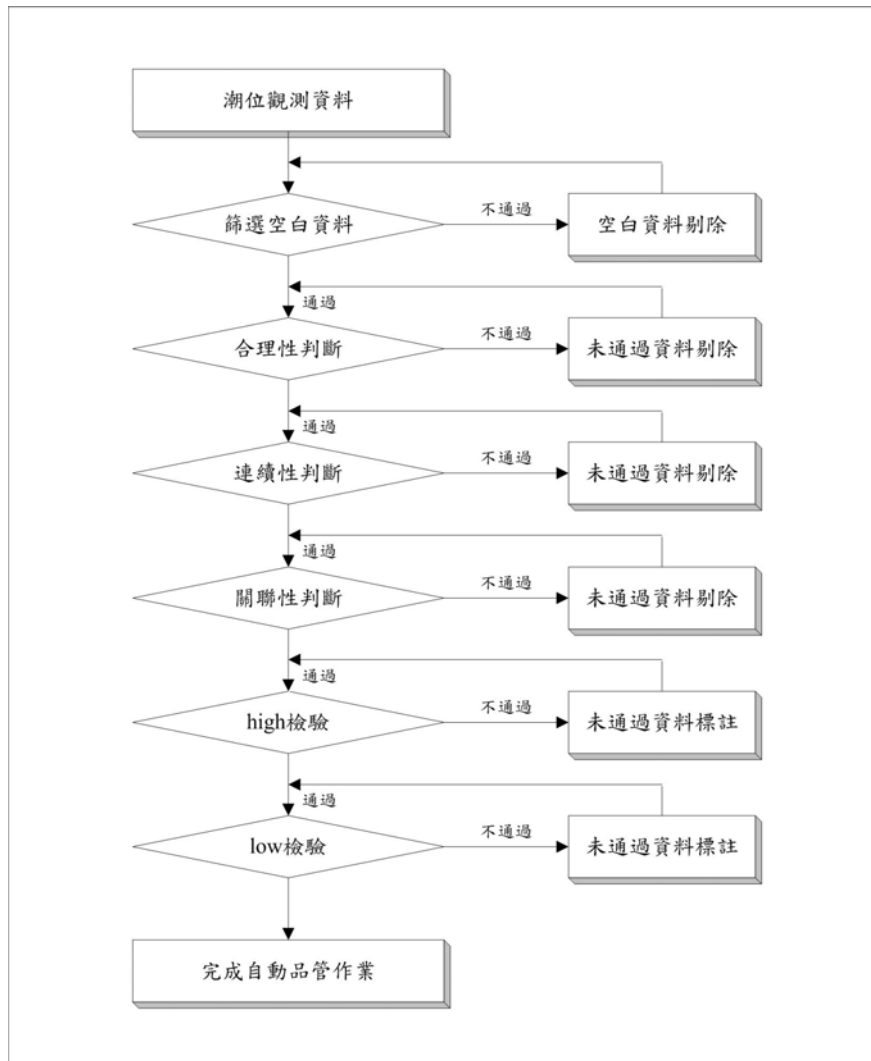 潮位觀測資料
篩選空白資料
不通過
空白資料剔除
通過
合理性判斷
不通過
未通過資料剔除
通過
連續性判斷
不通過
未通過資料剔除
通過
關聯性判斷
不通過
未通過資料剔除
通過
high檢驗
不通過
未通過資料標註
通過
low檢驗
不通過
未通過資料標註
完成自動品管作業